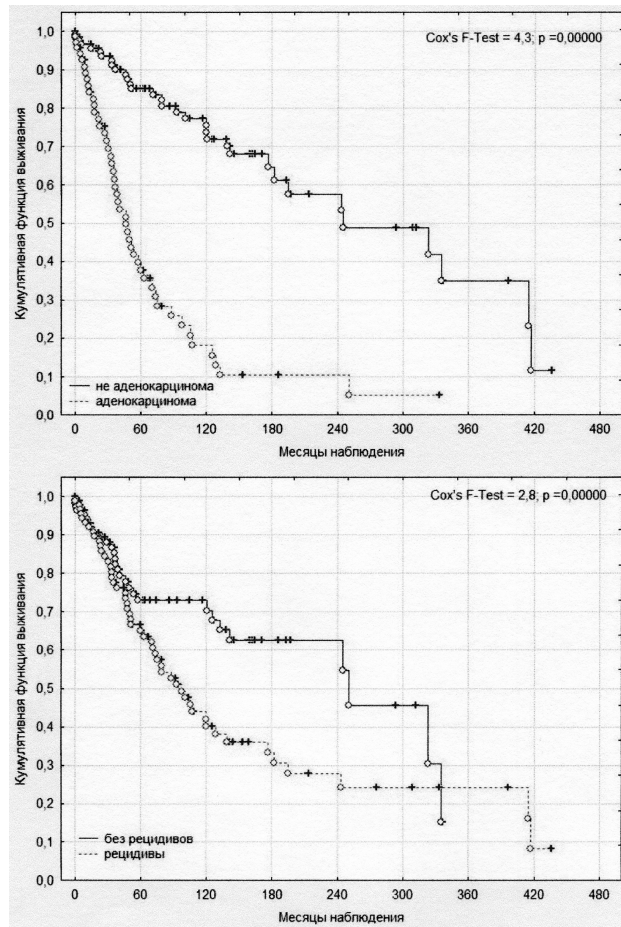 Cox's F-Test = 4,3; p =0,00000
Кумулятивная функция выживания
1,0
0,9
0,8
0,7
0,6
0,5
0,4
0,3
0,2
0,1
0,0
не аденокарцинома
аденокарцинома
0 60 120 180 240 300 360 420 480
Месяцы наблюдения
Cox's F-Test = 2,8; p =0,00000
Кумулятивная функция выживания
1,0
0,9
0,8
0,7
0,6
0,5
0,4
0,3
0,2
0,1
0,0
без рецидивов
рецидивы
0 60 120 180 240 300 360 420 480
Месяцы наблюдения